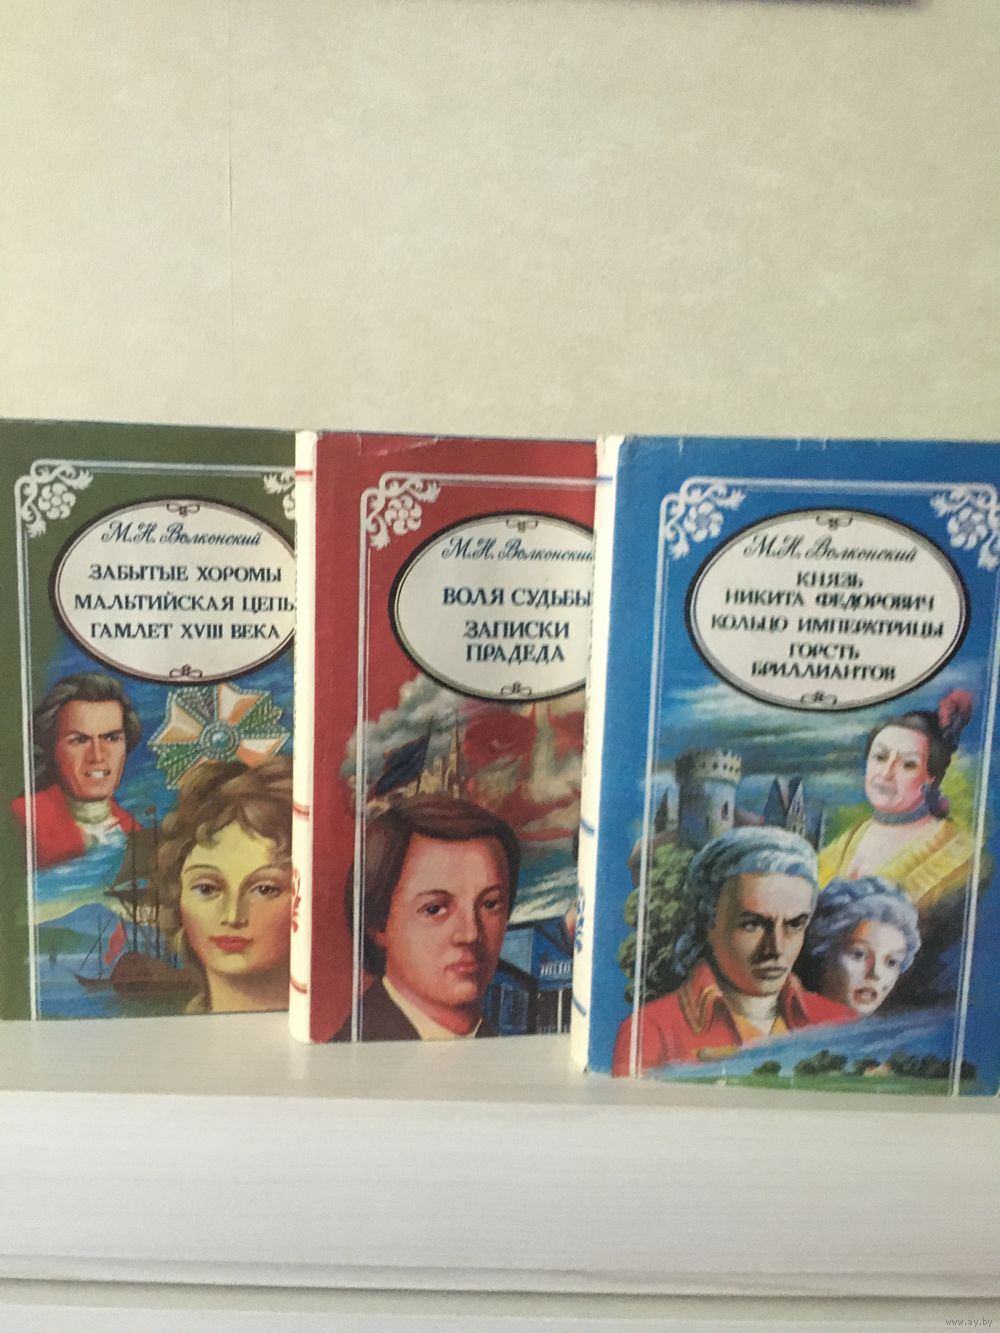 М.Н. Волконский
ЗАБЫТЫЕ ХОРОМЫ
МАЛЬТИЙСКАЯ ЦЕПЬ
ГАМЛЕТ XVIII ВЕКА
М.Н. Волконский
ВОЛЯ СУДЬБЫ
ЗАПИСКИ
ПРАДЕДА
М.Н. Волконский
КНЯЗЬ
НИКИТА ФЕДОРОВИЧ
КОЛЬЦО ИМПЕРАТРИЦЫ
ГОРСТЬ
БРИЛЛИАНТОВ
www.ay.by